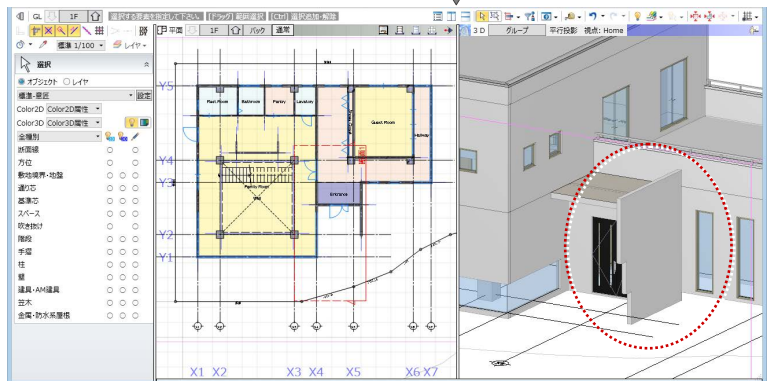 GL 1F 選択する要素を指定して下さい。 [ドラッグ] 範囲選択 [Ctrl] 選択追加・解除
標準 1/100 レイヤ
平面 1F バック 通常
3 D グループ 平行投影 視点: Home
選択
オブジェクト レイヤ
標準-意匠 設定
Color2D Color2D属性
Color3D Color3D属性
全種別
断面線
方位
敷地境界・地盤
通り芯
基準芯
スペース
吹き抜け
階段
手摺
柱
壁
建具・AM建具
笠木
金属・防水系屋根
Y5
Rest Room Bathroom Pantry Lavatory
Guest Room
Hallway
Y4
Y3
Family Room
Void
Entrance
Y2
Y1
X1 X2 X3 X4 X5 X6 X7